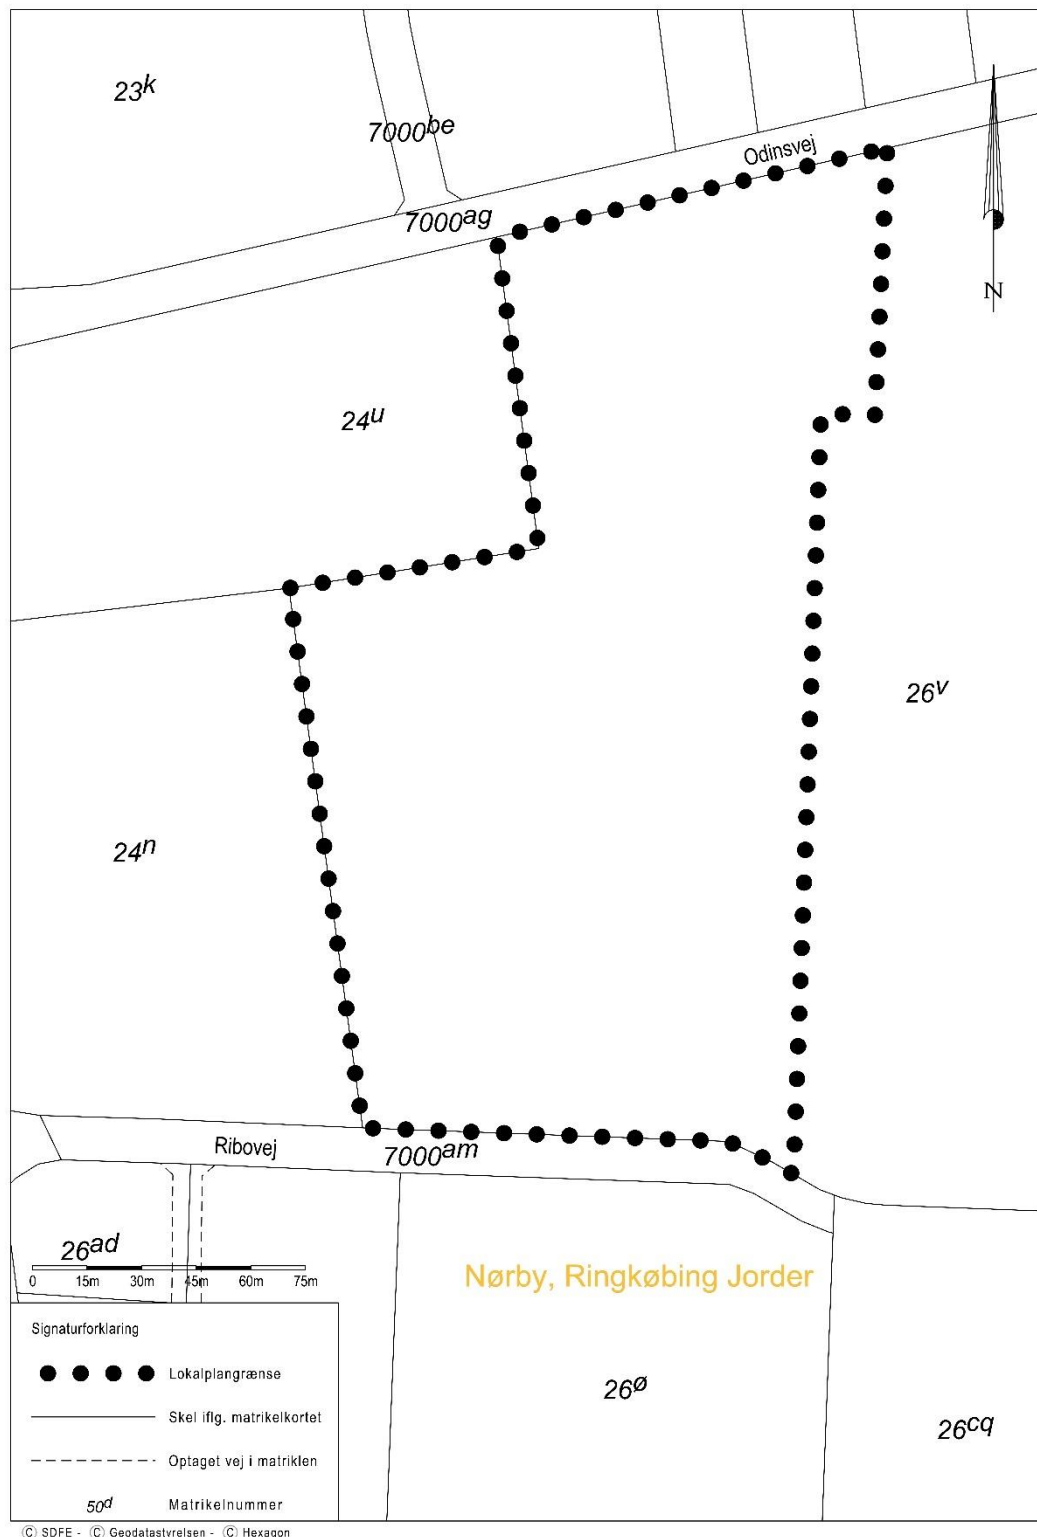 23k
7000be
Odinsvej
7000ag
N
24u
26v
24n
Ribovej
7000am
26ad
0 15m 30m 45m 60m 75m
Nørby, Ringkøbing Jorder
Signaturforklaring
Lokalplangrænse
26ø
Skel iflg. matrikelkortet
26cq
Optaget vej i matriklen
50d Matrikelnummer
© SDFE - © Geodatastyrelsen - © Hexagon